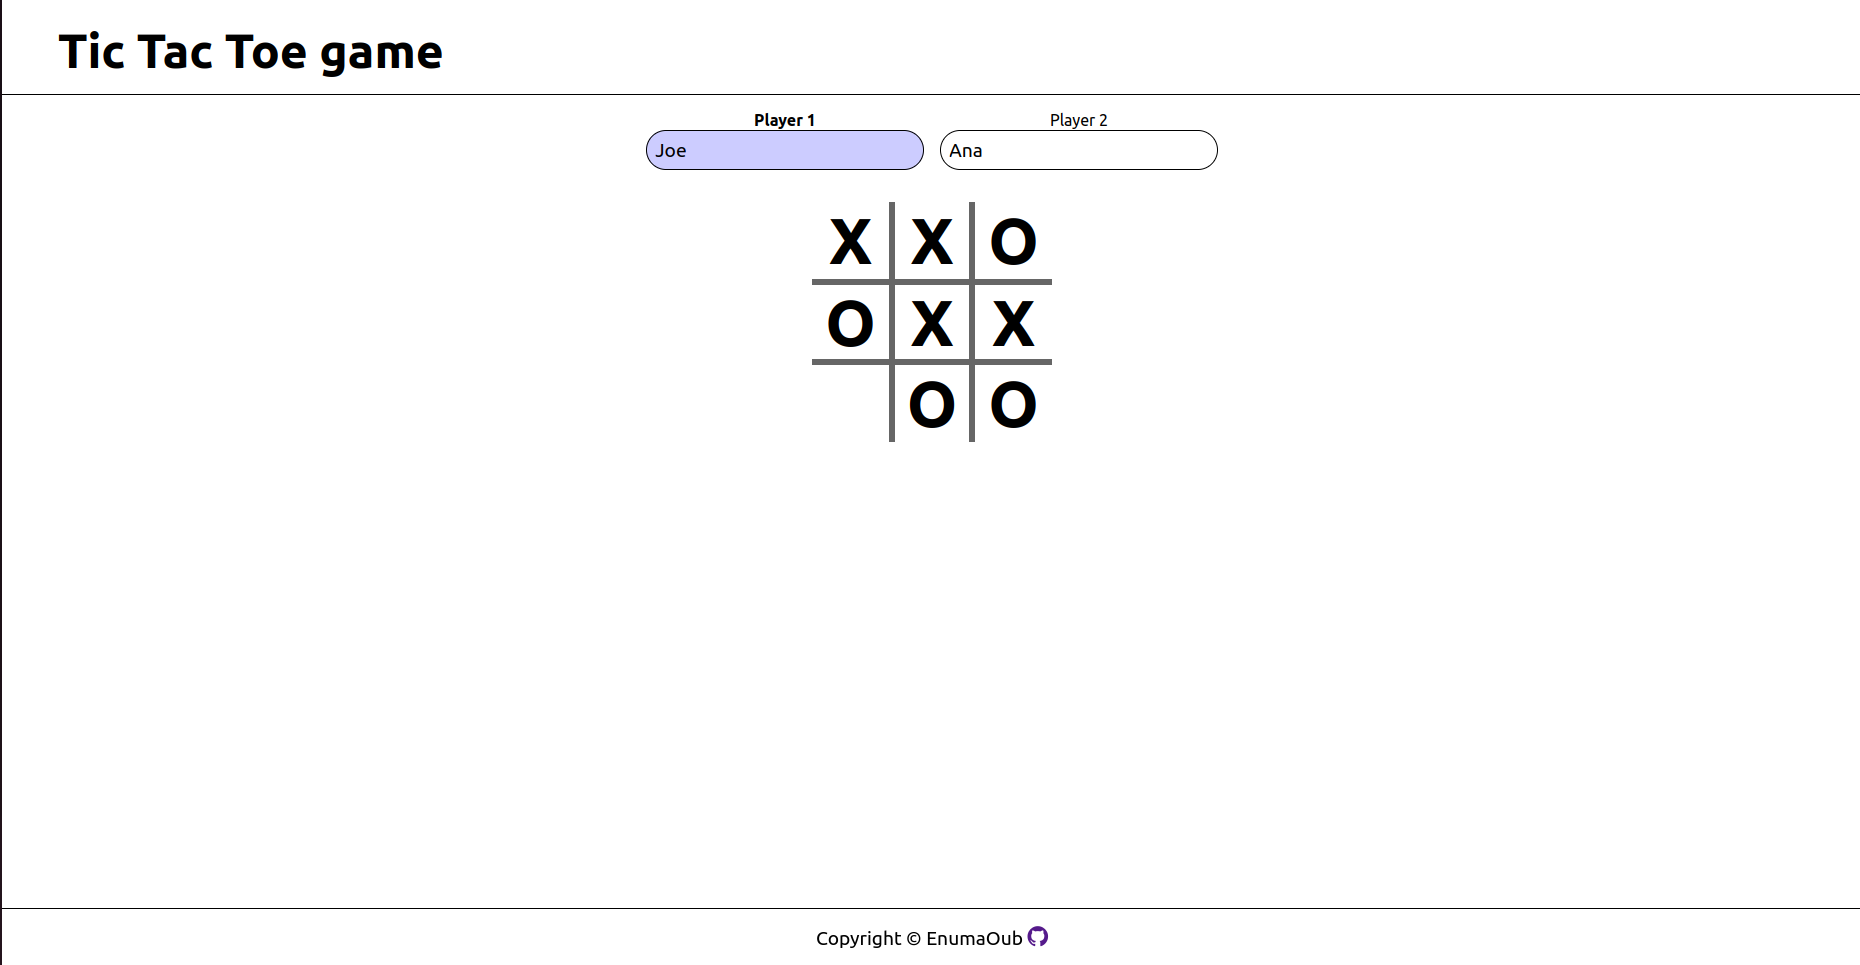 Tic Tac Toe game
Player 1 Player 2
Joe Ana
X X O
O X X
O O
Copyright © EnumaOub